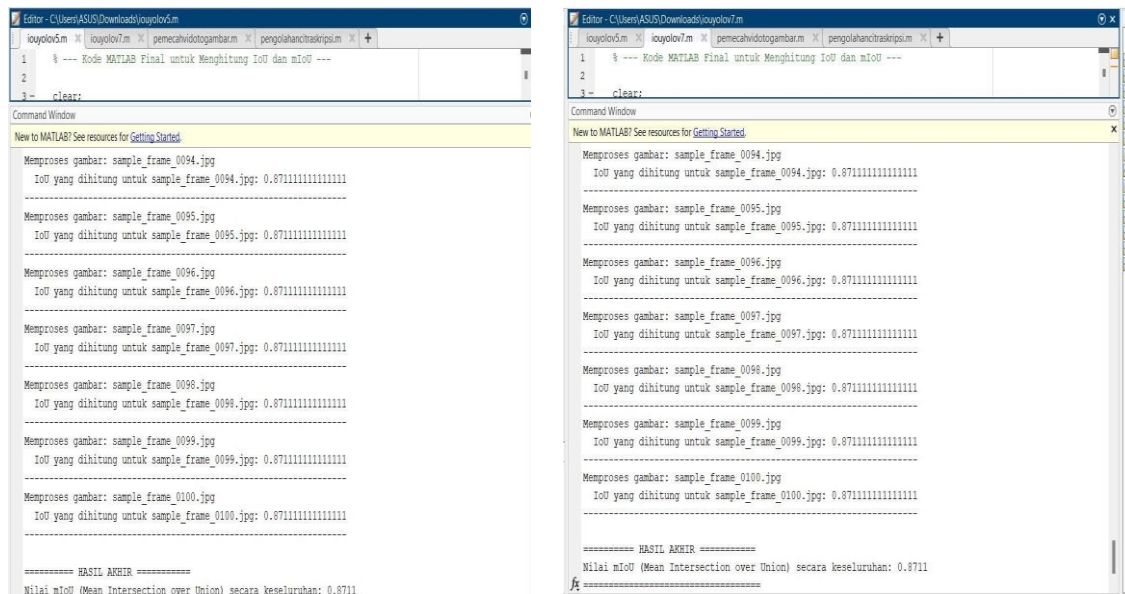 Editor - C:\Users\ASUS\Downloads\iouyolov5.m
iouyolov5.m × iouyolov7.m × pemecahvidotogambar.m × pengolahancitraskripsi.m × +
1 % --- Kode MATLAB Final untuk Menghitung IoU dan mIoU ---
2
3 - clear;
Command Window
New to MATLAB? See resources for Getting Started.
Memproses gambar: sample_frame_0094.jpg
IoU yang dihitung untuk sample_frame_0094.jpg: 0.871111111111111
----------------------------------------------------------------
Memproses gambar: sample_frame_0095.jpg
IoU yang dihitung untuk sample_frame_0095.jpg: 0.871111111111111
----------------------------------------------------------------
Memproses gambar: sample_frame_0096.jpg
IoU yang dihitung untuk sample_frame_0096.jpg: 0.871111111111111
----------------------------------------------------------------
Memproses gambar: sample_frame_0097.jpg
IoU yang dihitung untuk sample_frame_0097.jpg: 0.871111111111111
----------------------------------------------------------------
Memproses gambar: sample_frame_0098.jpg
IoU yang dihitung untuk sample_frame_0098.jpg: 0.871111111111111
----------------------------------------------------------------
Memproses gambar: sample_frame_0099.jpg
IoU yang dihitung untuk sample_frame_0099.jpg: 0.871111111111111
----------------------------------------------------------------
Memproses gambar: sample_frame_0100.jpg
IoU yang dihitung untuk sample_frame_0100.jpg: 0.871111111111111
----------------------------------------------------------------
========== HASIL AKHIR ===========
Nilai mIoU (Mean Intersection over Union) secara keseluruhan: 0.8711
Editor - C:\Users\ASUS\Downloads\iouyolov7.m
iouyolov5.m × iouyolov7.m × pemecahvidotogambar.m × pengolahancitraskripsi.m × +
1 % --- Kode MATLAB Final untuk Menghitung IoU dan mIoU ---
2
3 - clear;
Command Window
New to MATLAB? See resources for Getting Started.
Memproses gambar: sample_frame_0094.jpg
IoU yang dihitung untuk sample_frame_0094.jpg: 0.871111111111111
----------------------------------------------------------------
Memproses gambar: sample_frame_0095.jpg
IoU yang dihitung untuk sample_frame_0095.jpg: 0.871111111111111
----------------------------------------------------------------
Memproses gambar: sample_frame_0096.jpg
IoU yang dihitung untuk sample_frame_0096.jpg: 0.871111111111111
----------------------------------------------------------------
Memproses gambar: sample_frame_0097.jpg
IoU yang dihitung untuk sample_frame_0097.jpg: 0.871111111111111
----------------------------------------------------------------
Memproses gambar: sample_frame_0098.jpg
IoU yang dihitung untuk sample_frame_0098.jpg: 0.871111111111111
----------------------------------------------------------------
Memproses gambar: sample_frame_0099.jpg
IoU yang dihitung untuk sample_frame_0099.jpg: 0.871111111111111
----------------------------------------------------------------
Memproses gambar: sample_frame_0100.jpg
IoU yang dihitung untuk sample_frame_0100.jpg: 0.871111111111111
----------------------------------------------------------------
========== HASIL AKHIR ===========
Nilai mIoU (Mean Intersection over Union) secara keseluruhan: 0.8711
fx ===================================